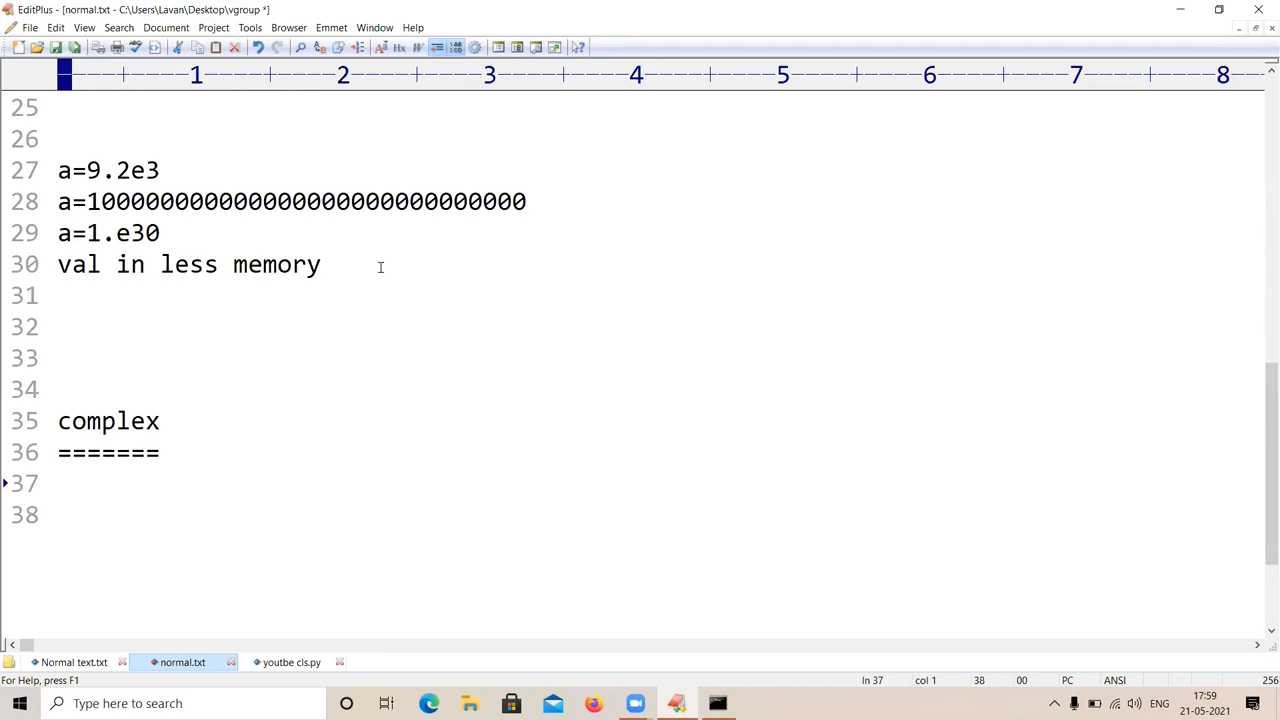 EditPlus - [normal.txt - C:\Users\Lavan\Desktop\vgroup *]
File Edit View Search Document Project Tools Browser Emmet Window Help
1 2 3 4 5 6 7 8
25
26
27 a=9.2e3
28 a=100000000000000000000000000000
29 a=1.e30
30 val in less memory
31
32
33
34
35 complex
36 =======
37
38
Normal text.txt normal.txt youtbe cls.py
For Help, press F1 ln 37 col 1 38 00 PC ANSI 256
Type here to search ENG 17:59
21-05-2021